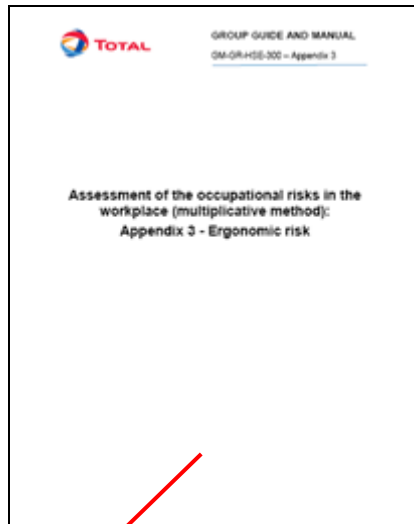 TOTAL
GROUP GUIDE AND MANUAL
GM-GR-HSE-300 – Appendix 3
Assessment of the occupational risks in the
workplace (multiplicative method):
Appendix 3 - Ergonomic risk